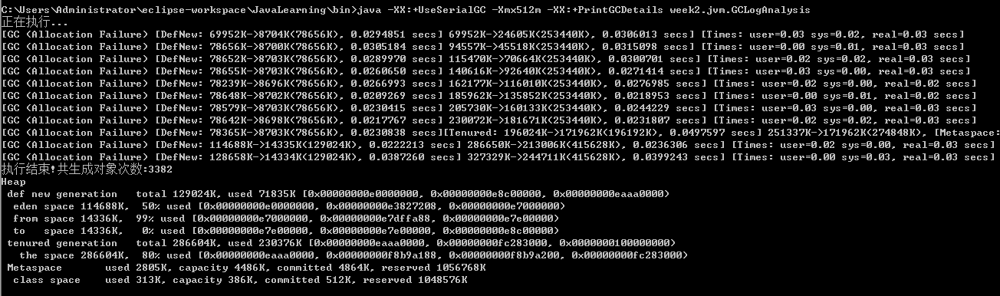 C:\Users\Administrator\eclipse-workspace\JavaLearning\bin>java -XX:+UseSerialGC -Xmx512m -XX:+PrintGCDetails week2.jvm.GCLogAnalysis
正在执行...
[GC (Allocation Failure) [DefNew: 69952K->8704K(78656K), 0.0294851 secs] 69952K->24605K(253440K), 0.0306013 secs] [Times: user=0.03 sys=0.02, real=0.03 secs]
[GC (Allocation Failure) [DefNew: 78656K->8700K(78656K), 0.0305184 secs] 94557K->45518K(253440K), 0.0315098 secs] [Times: user=0.00 sys=0.01, real=0.03 secs]
[GC (Allocation Failure) [DefNew: 78652K->8703K(78656K), 0.0289970 secs] 115470K->70664K(253440K), 0.0300701 secs] [Times: user=0.02 sys=0.02, real=0.03 secs]
[GC (Allocation Failure) [DefNew: 78655K->8703K(78656K), 0.0260650 secs] 140616K->92640K(253440K), 0.0271414 secs] [Times: user=0.03 sys=0.00, real=0.03 secs]
[GC (Allocation Failure) [DefNew: 78239K->8696K(78656K), 0.0266993 secs] 162177K->116010K(253440K), 0.0276985 secs] [Times: user=0.02 sys=0.00, real=0.03 secs]
[GC (Allocation Failure) [DefNew: 78648K->8702K(78656K), 0.0209269 secs] 185962K->135852K(253440K), 0.0218953 secs] [Times: user=0.00 sys=0.01, real=0.02 secs]
[GC (Allocation Failure) [DefNew: 78579K->8703K(78656K), 0.0230415 secs] 205730K->160133K(253440K), 0.0244229 secs] [Times: user=0.03 sys=0.00, real=0.03 secs]
[GC (Allocation Failure) [DefNew: 78642K->8698K(78656K), 0.0217767 secs] 230072K->181671K(253440K), 0.0231807 secs] [Times: user=0.02 sys=0.02, real=0.03 secs]
[GC (Allocation Failure) [DefNew: 78365K->8703K(78656K), 0.0230838 secs][Tenured: 196024K->171962K(196192K), 0.0497597 secs] 251337K->171962K(274848K), [Metaspace:
[GC (Allocation Failure) [DefNew: 114688K->14335K(129024K), 0.0222213 secs] 286650K->213006K(415628K), 0.0236306 secs] [Times: user=0.02 sys=0.00, real=0.03 secs]
[GC (Allocation Failure) [DefNew: 128658K->14334K(129024K), 0.0387260 secs] 327329K->244711K(415628K), 0.0399243 secs] [Times: user=0.00 sys=0.03, real=0.03 secs]
执行结束!共生成对象次数:3382
Heap
def new generation   total 129024K, used 71835K [0x00000000e0000000, 0x00000000e8c00000, 0x00000000eaaa0000)
eden space 114688K,  50% used [0x00000000e0000000, 0x00000000e3827208, 0x00000000e7000000)
from space 14336K,  99% used [0x00000000e7000000, 0x00000000e7dffa88, 0x00000000e7e00000)
to   space 14336K,   0% used [0x00000000e7e00000, 0x00000000e7e00000, 0x00000000e8c00000)
tenured generation   total 286604K, used 230376K [0x00000000eaaa0000, 0x00000000fc283000, 0x0000000100000000)
the space 286604K,  80% used [0x00000000eaaa0000, 0x00000000f8b9a188, 0x00000000f8b9a200, 0x00000000fc283000)
Metaspace       used 2805K, capacity 4486K, committed 4864K, reserved 1056768K
class space    used 313K, capacity 386K, committed 512K, reserved 1048576K